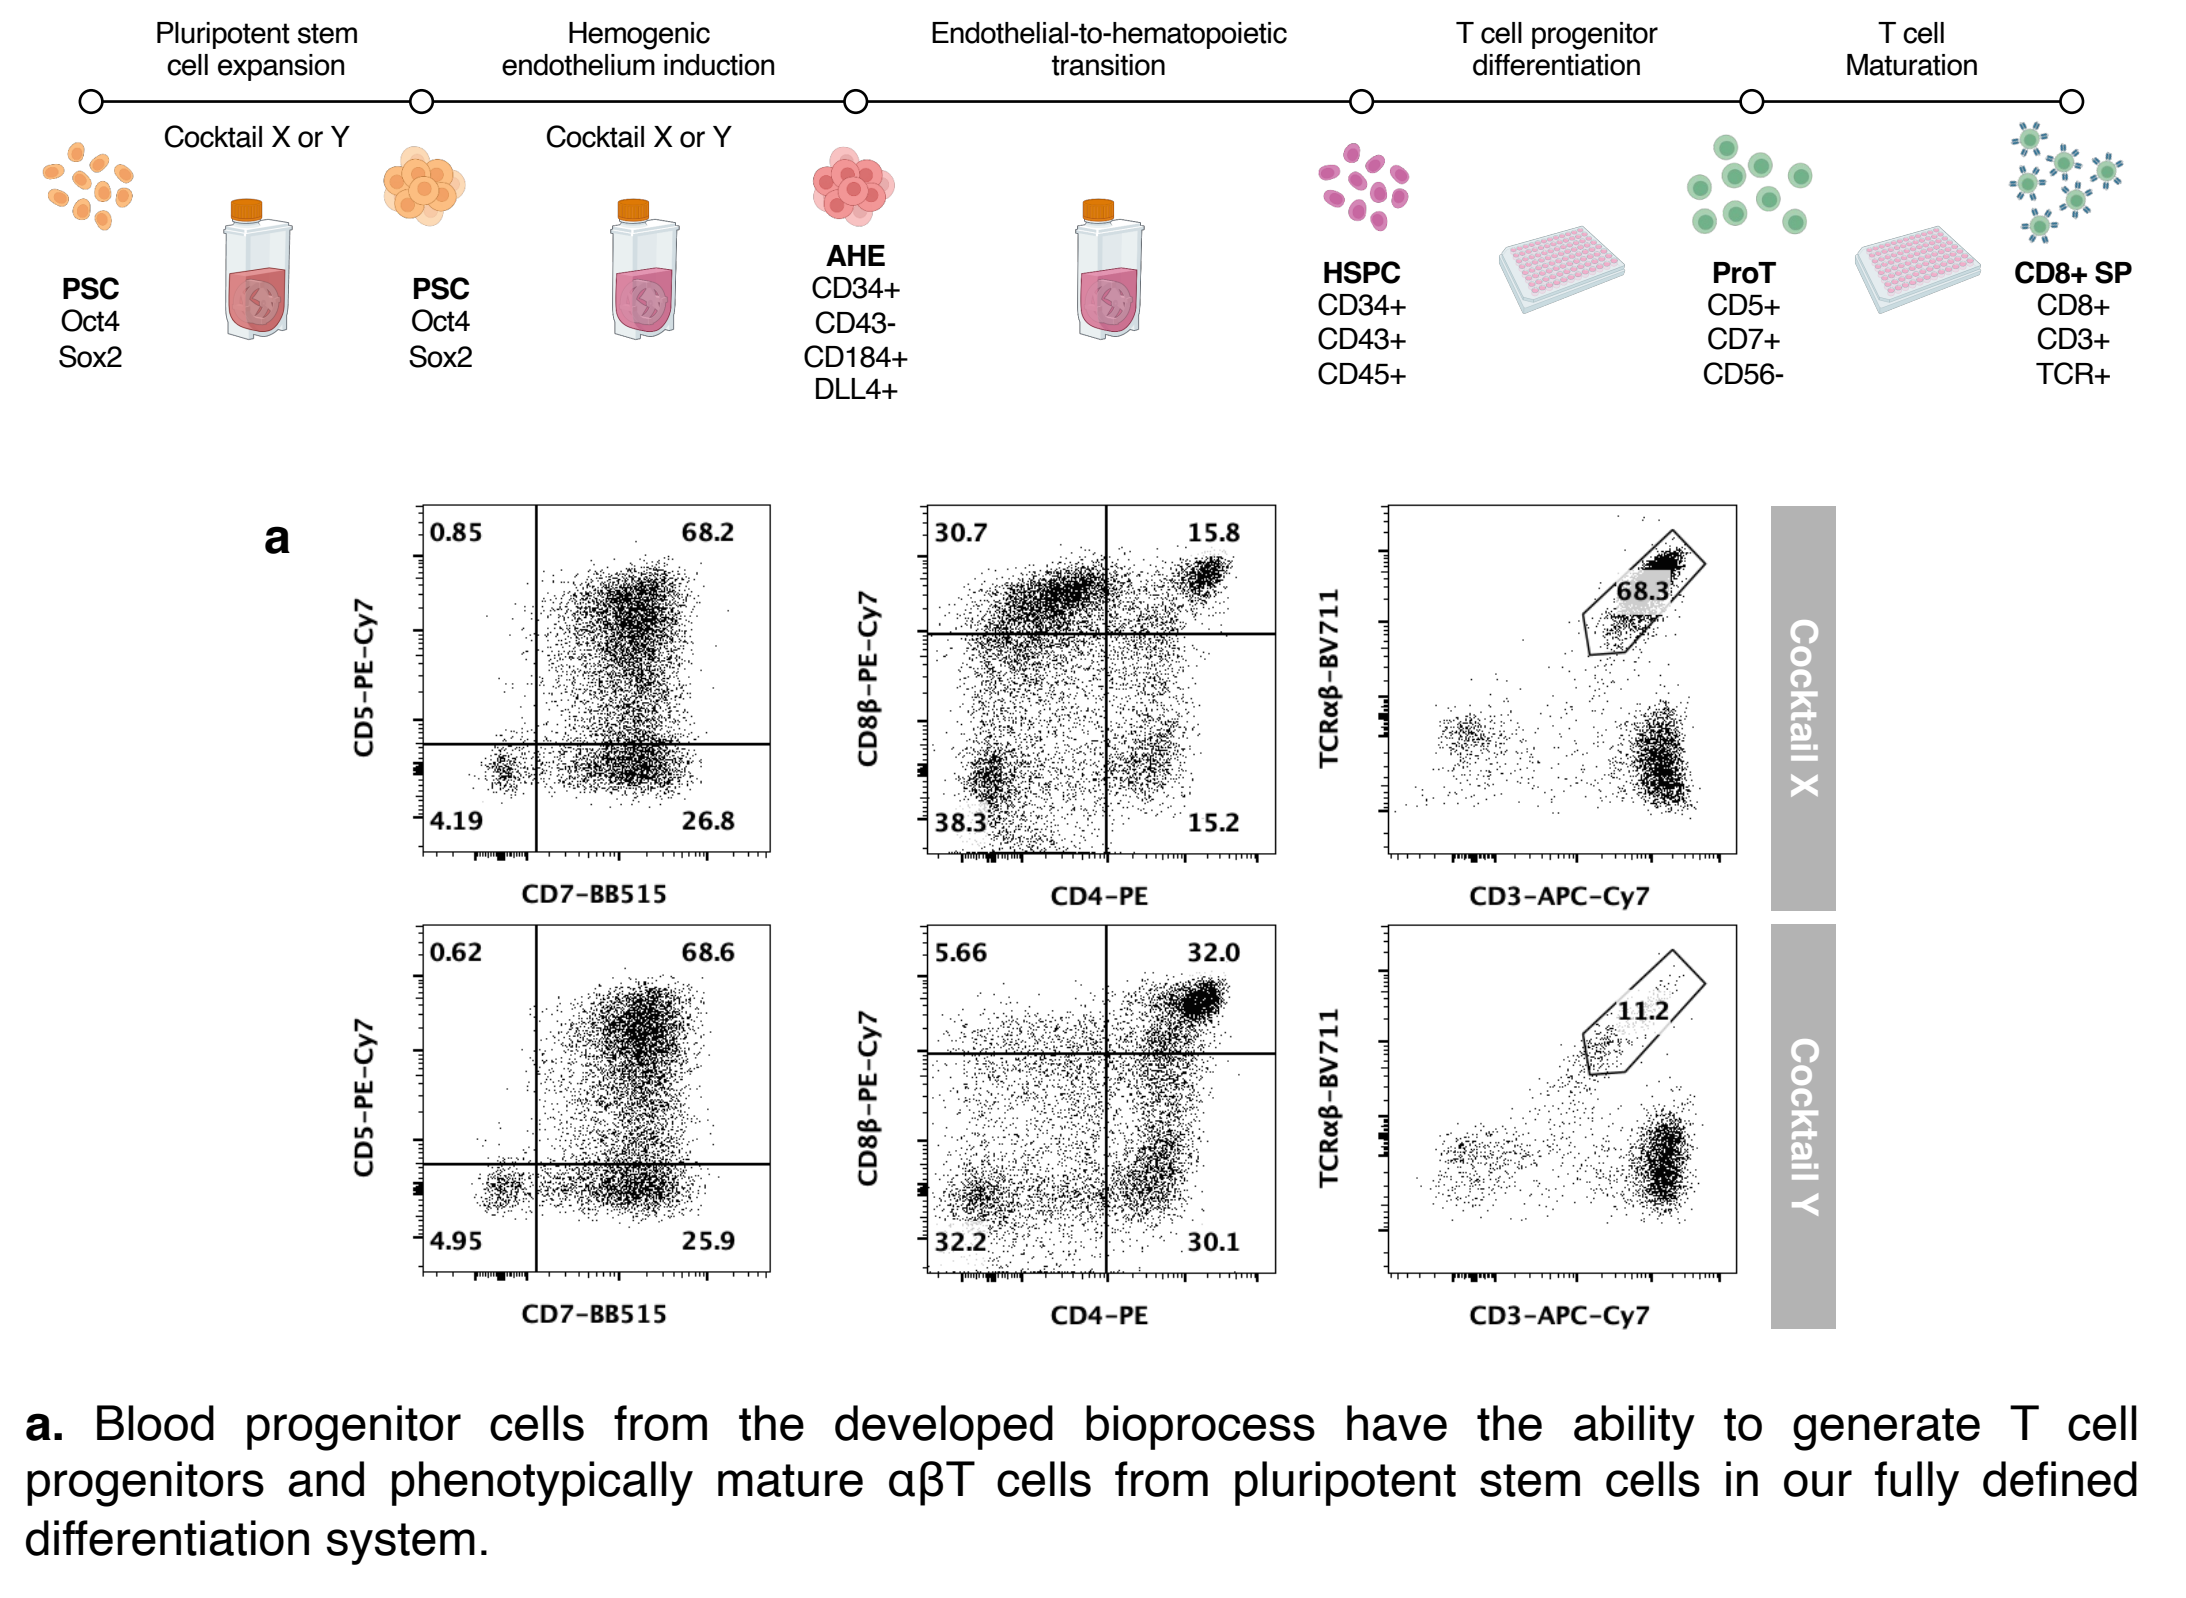 Pluripotent stem
cell expansion
Hemogenic
endothelium induction
Endothelial-to-hematopoietic
transition
T cell progenitor
differentiation
T cell
Maturation
Cocktail X or Y
Cocktail X or Y
PSC
Oct4
Sox2
PSC
Oct4
Sox2
AHE
CD34+
CD43-
CD184+
DLL4+
HSPC
CD34+
CD43+
CD45+
ProT
CD5+
CD7+
CD56-
CD8+ SP
CD8+
CD3+
TCR+
a
0.85
68.2
4.19
26.8
CD5-PE-Cy7
CD7-BB515
30.7
15.8
38.3
15.2
CD8β-PE-Cy7
CD4-PE
68.3
TCRαβ-BV711
CD3-APC-Cy7
Cocktail X
0.62
68.6
4.95
25.9
CD5-PE-Cy7
CD7-BB515
5.66
32.0
32.2
30.1
CD8β-PE-Cy7
CD4-PE
11.2
TCRαβ-BV711
CD3-APC-Cy7
Cocktail Y
a. Blood progenitor cells from the developed bioprocess have the ability to generate T cell
progenitors and phenotypically mature αβT cells from pluripotent stem cells in our fully defined
differentiation system.